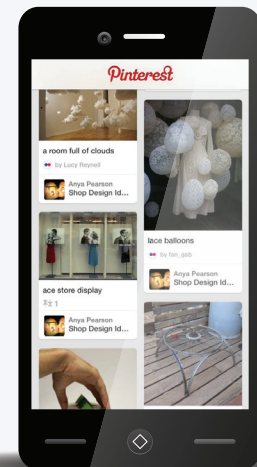 Pinterest
a room full of clouds
by Lucy Reynell
Anya Pearson
Shop Design Id...
ace store display
1
Anya Pearson
Shop Design Id...
lace balloons
by fan_gab
Anya Pearson
Shop Design Id...